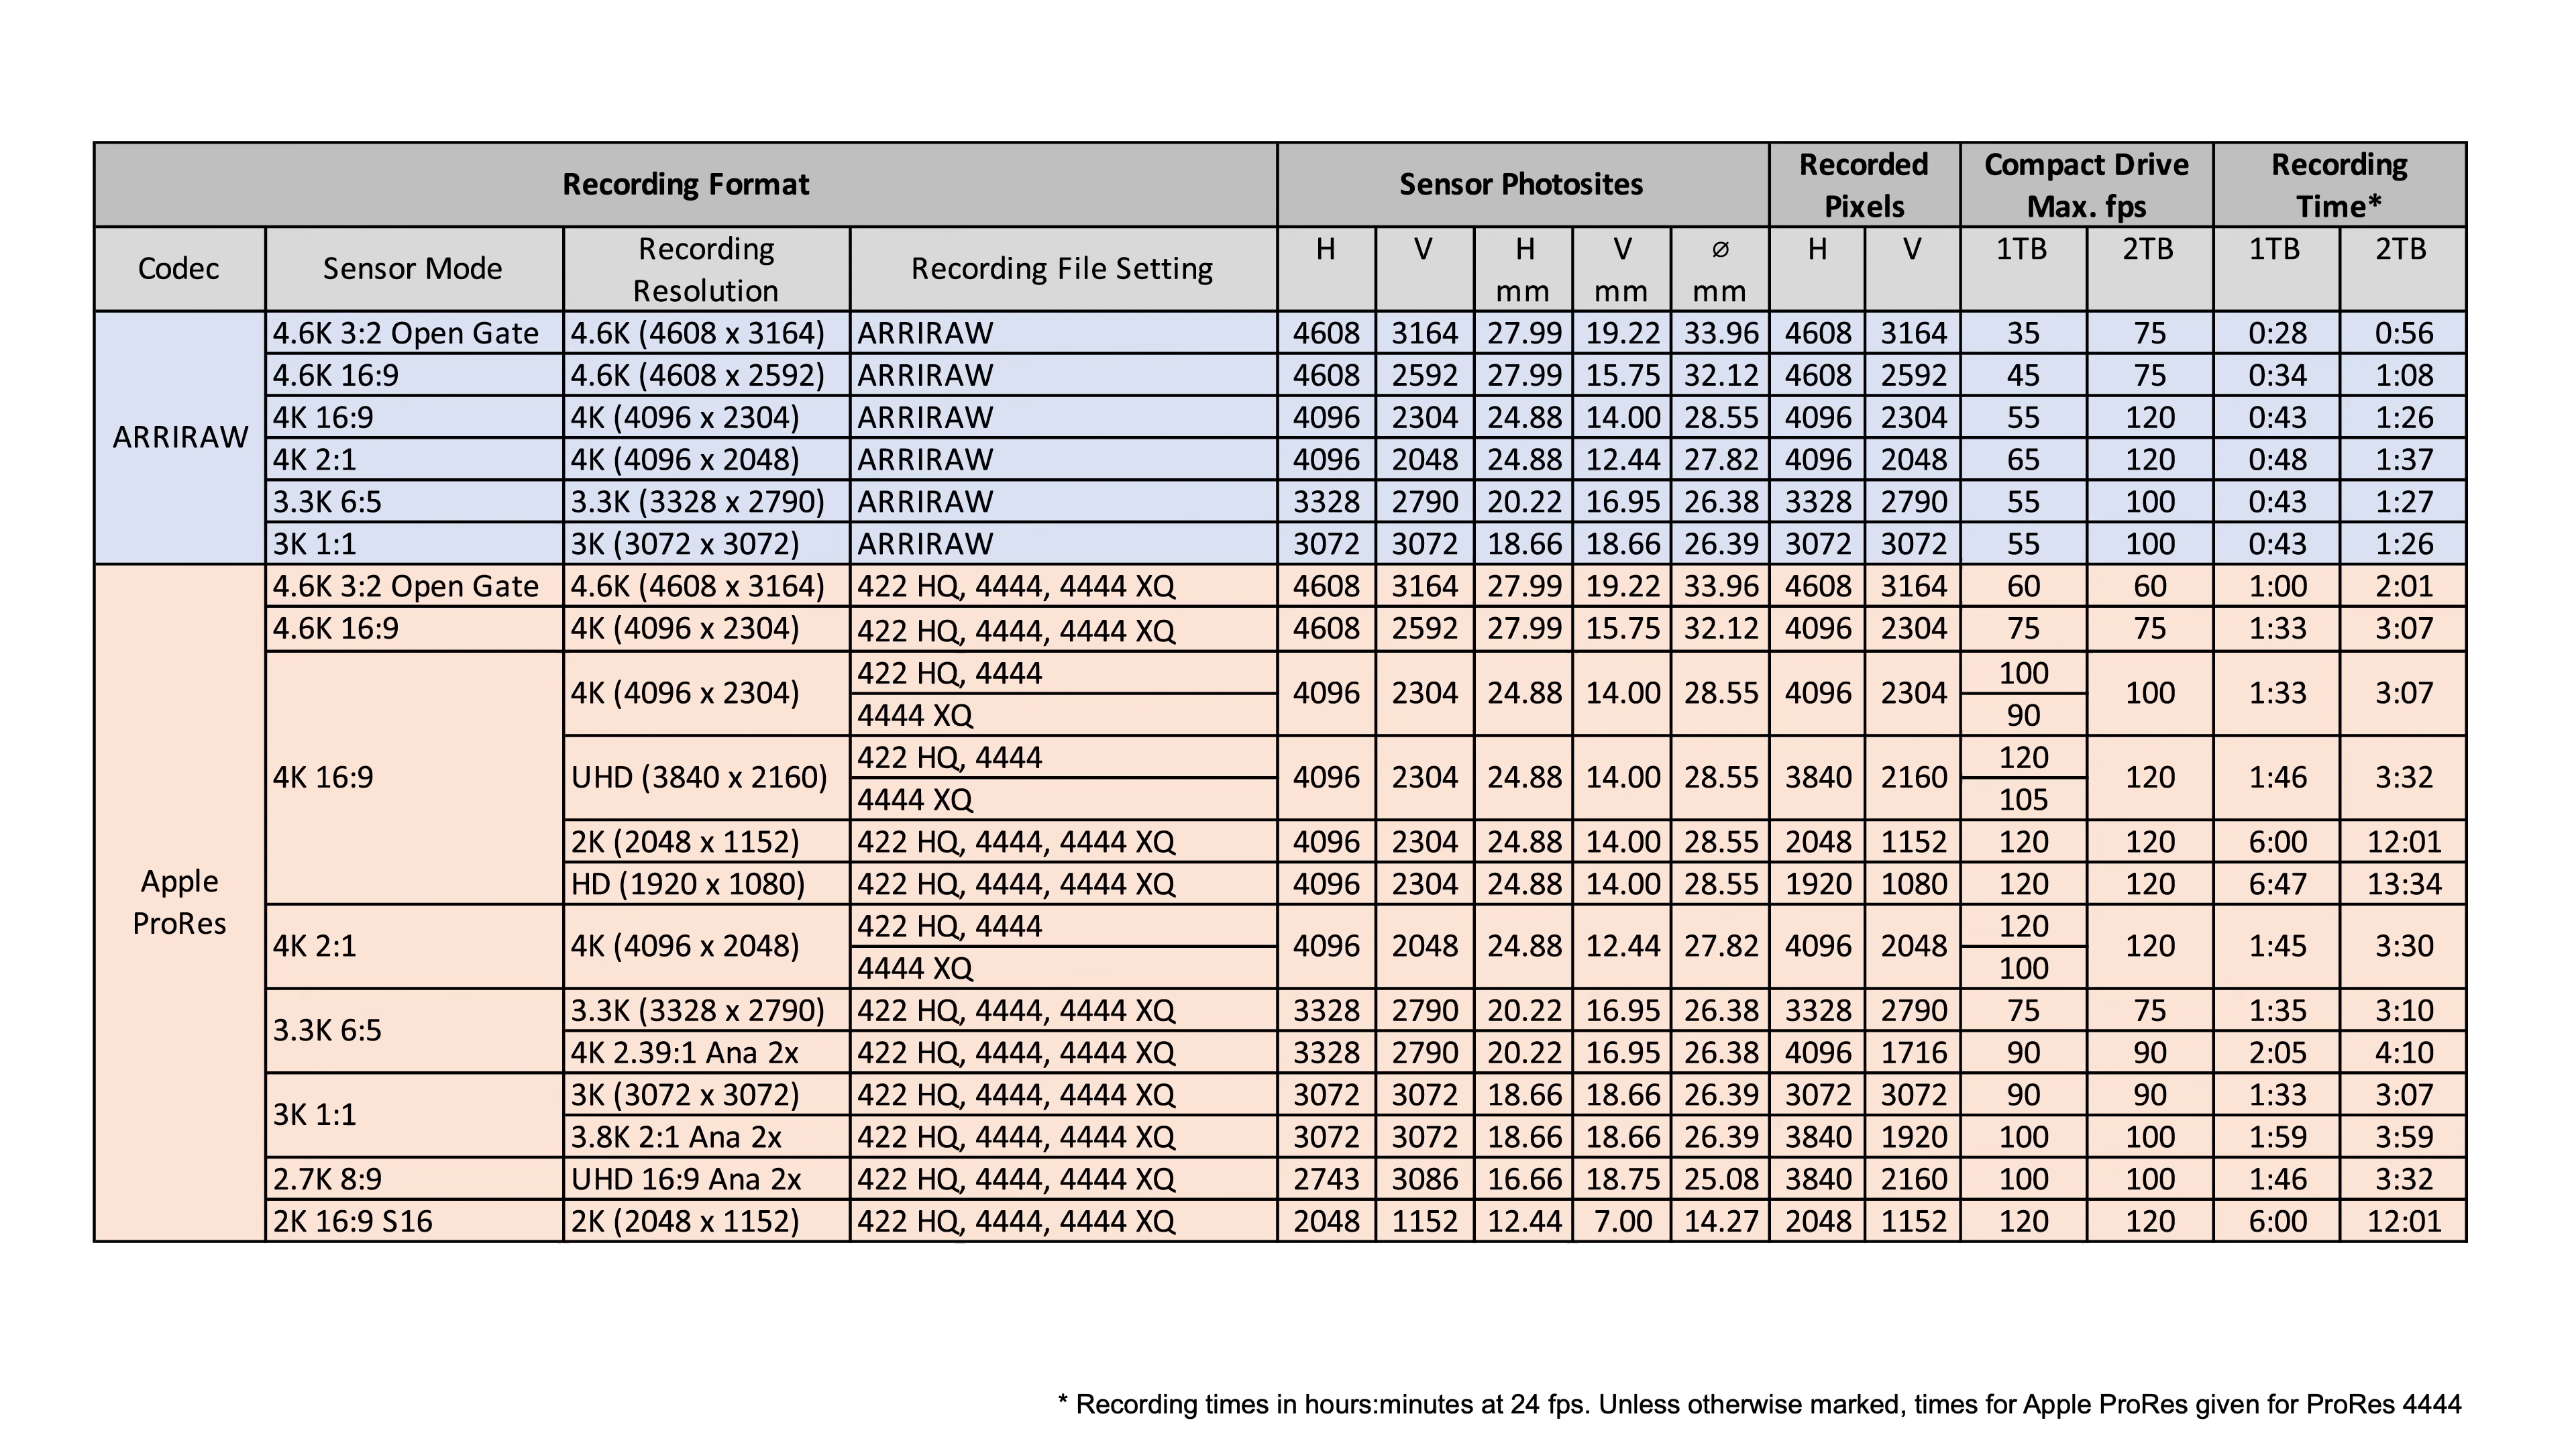 Recording Format Sensor Photosites Recorded Pixels Compact Drive Max. fps Recording Time*
Codec Sensor Mode Recording Resolution Recording File Setting H V H mm V mm ⌀ mm H V 1TB 2TB 1TB 2TB
ARRIRAW
4.6K 3:2 Open Gate 4.6K (4608 x 3164) ARRIRAW 4608 3164 27.99 19.22 33.96 4608 3164 35 75 0:28 0:56
4.6K 16:9 4.6K (4608 x 2592) ARRIRAW 4608 2592 27.99 15.75 32.12 4608 2592 45 75 0:34 1:08
4K 16:9 4K (4096 x 2304) ARRIRAW 4096 2304 24.88 14.00 28.55 4096 2304 55 120 0:43 1:26
4K 2:1 4K (4096 x 2048) ARRIRAW 4096 2048 24.88 12.44 27.82 4096 2048 65 120 0:48 1:37
3.3K 6:5 3.3K (3328 x 2790) ARRIRAW 3328 2790 20.22 16.95 26.38 3328 2790 55 100 0:43 1:27
3K 1:1 3K (3072 x 3072) ARRIRAW 3072 3072 18.66 18.66 26.39 3072 3072 55 100 0:43 1:26
Apple ProRes
4.6K 3:2 Open Gate 4.6K (4608 x 3164) 422 HQ, 4444, 4444 XQ 4608 3164 27.99 19.22 33.96 4608 3164 60 60 1:00 2:01
4.6K 16:9 4K (4096 x 2304) 422 HQ, 4444, 4444 XQ 4608 2592 27.99 15.75 32.12 4096 2304 75 75 1:33 3:07
4K 16:9
4K (4096 x 2304) 422 HQ, 4444 4096 2304 24.88 14.00 28.55 4096 2304 100 100 1:33 3:07
4444 XQ 90
UHD (3840 x 2160) 422 HQ, 4444 4096 2304 24.88 14.00 28.55 3840 2160 120 120 1:46 3:32
4444 XQ 105
2K (2048 x 1152) 422 HQ, 4444, 4444 XQ 4096 2304 24.88 14.00 28.55 2048 1152 120 120 6:00 12:01
HD (1920 x 1080) 422 HQ, 4444, 4444 XQ 4096 2304 24.88 14.00 28.55 1920 1080 120 120 6:47 13:34
4K 2:1 4K (4096 x 2048) 422 HQ, 4444 4096 2048 24.88 12.44 27.82 4096 2048 120 120 1:45 3:30
4444 XQ 100
3.3K 6:5
3.3K (3328 x 2790) 422 HQ, 4444, 4444 XQ 3328 2790 20.22 16.95 26.38 3328 2790 75 75 1:35 3:10
4K 2.39:1 Ana 2x 422 HQ, 4444, 4444 XQ 3328 2790 20.22 16.95 26.38 4096 1716 90 90 2:05 4:10
3K 1:1
3K (3072 x 3072) 422 HQ, 4444, 4444 XQ 3072 3072 18.66 18.66 26.39 3072 3072 90 90 1:33 3:07
3.8K 2:1 Ana 2x 422 HQ, 4444, 4444 XQ 3072 3072 18.66 18.66 26.39 3840 1920 100 100 1:59 3:59
2.7K 8:9 UHD 16:9 Ana 2x 422 HQ, 4444, 4444 XQ 2743 3086 16.66 18.75 25.08 3840 2160 100 100 1:46 3:32
2K 16:9 S16 2K (2048 x 1152) 422 HQ, 4444, 4444 XQ 2048 1152 12.44 7.00 14.27 2048 1152 120 120 6:00 12:01
* Recording times in hours:minutes at 24 fps. Unless otherwise marked, times for Apple ProRes given for ProRes 4444